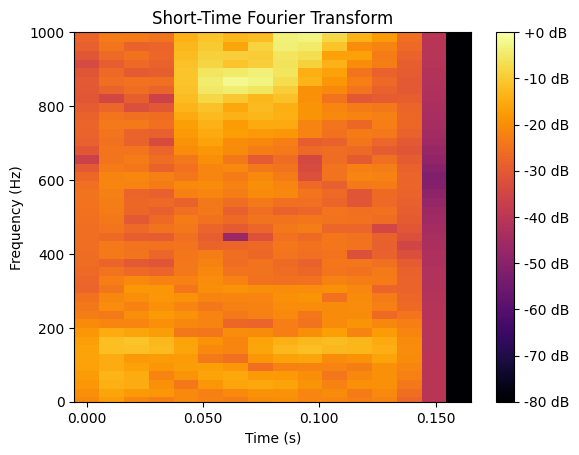 Short-Time Fourier Transform
1000
800
600
400
200
0
Frequency (Hz)
0.000
0.050
0.100
0.150
Time (s)
+0 dB
-10 dB
-20 dB
-30 dB
-40 dB
-50 dB
-60 dB
-70 dB
-80 dB